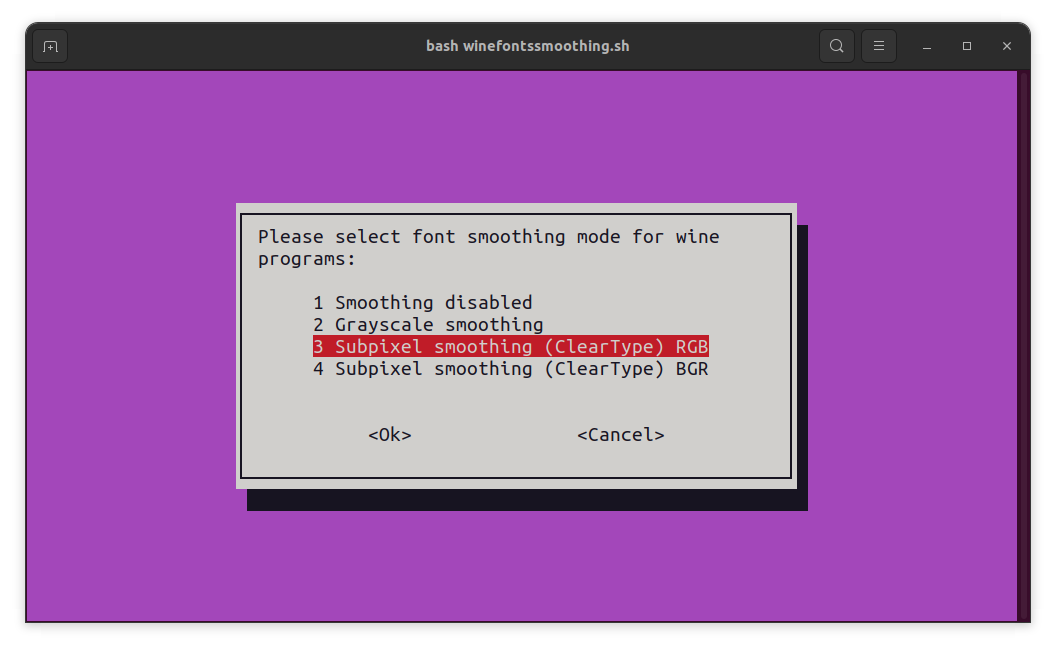 bash winefontssmoothing.sh
Please select font smoothing mode for wine
programs:
1 Smoothing disabled
2 Grayscale smoothing
3 Subpixel smoothing (ClearType) RGB
4 Subpixel smoothing (ClearType) BGR
<Ok> <Cancel>